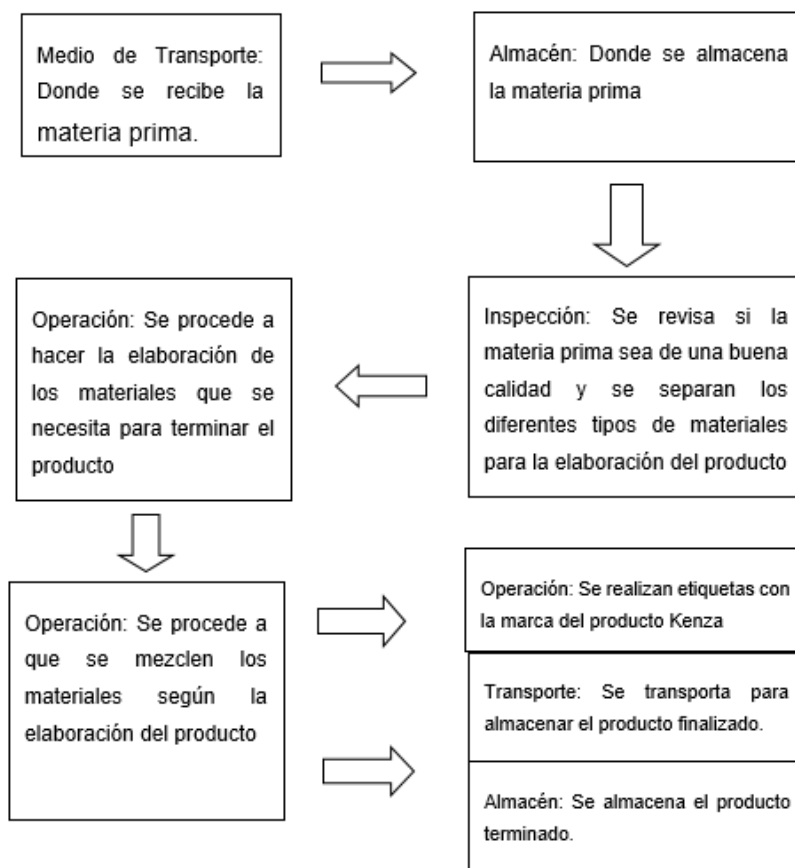 Medio de Transporte:
Donde se recibe la
materia prima.
Almacén: Donde se almacena
la materia prima
Inspección: Se revisa si la
materia prima sea de una buena
calidad y se separan los
diferentes tipos de materiales
para la elaboración del producto
Operación: Se procede a
hacer la elaboración de
los materiales que se
necesita para terminar el
producto
Operación: Se procede a
que se mezclen los
materiales según la
elaboración del producto
Operación: Se realizan etiquetas con
la marca del producto Kenza
Transporte: Se transporta para
almacenar el producto finalizado.
Almacén: Se almacena el producto
terminado.